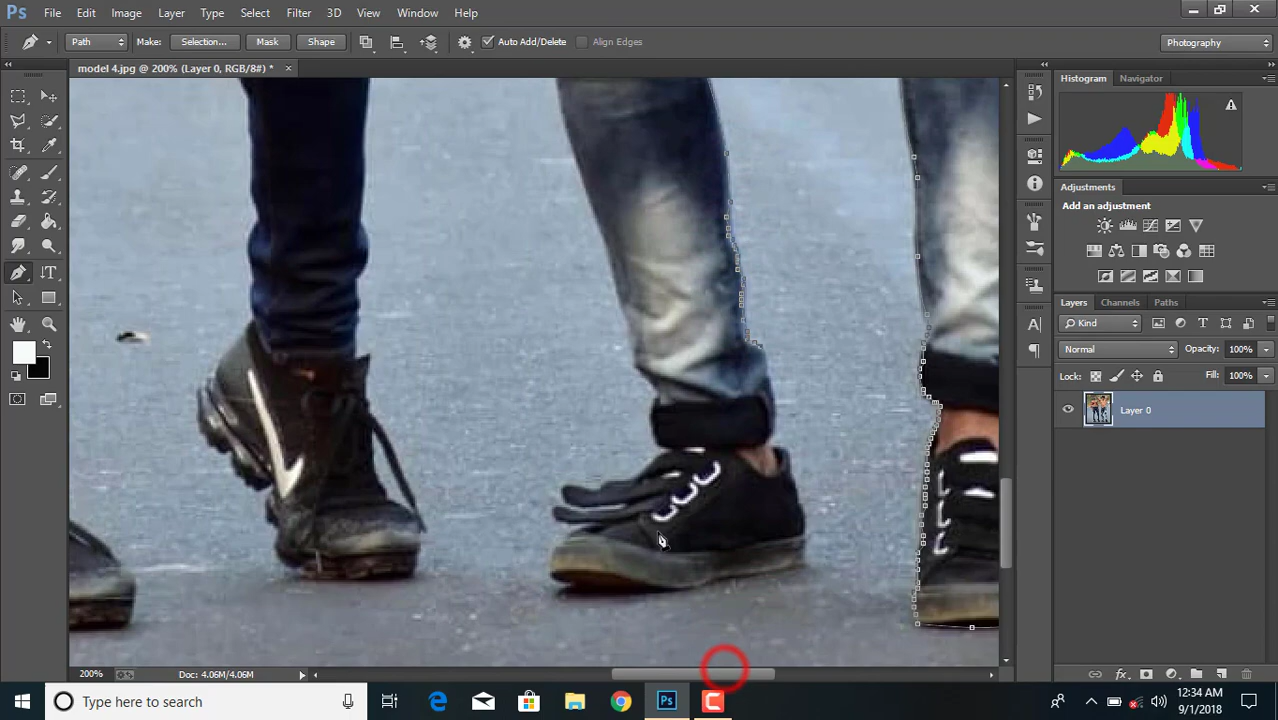 Ps File Edit Image Layer Type Select Filter 3D View Window Help
Path Make: Selection... Mask Shape Auto Add/Delete Align Edges Photography
model 4.jpg @ 200% (Layer 0, RGB/8#) *
Histogram Navigator
Adjustments
Add an adjustment
Layers Channels Paths
Kind
Normal Opacity: 100%
Lock: Fill: 100%
Layer 0
200% Doc: 4.06M/4.06M
Type here to search
Ps
12:34 AM
9/1/2018